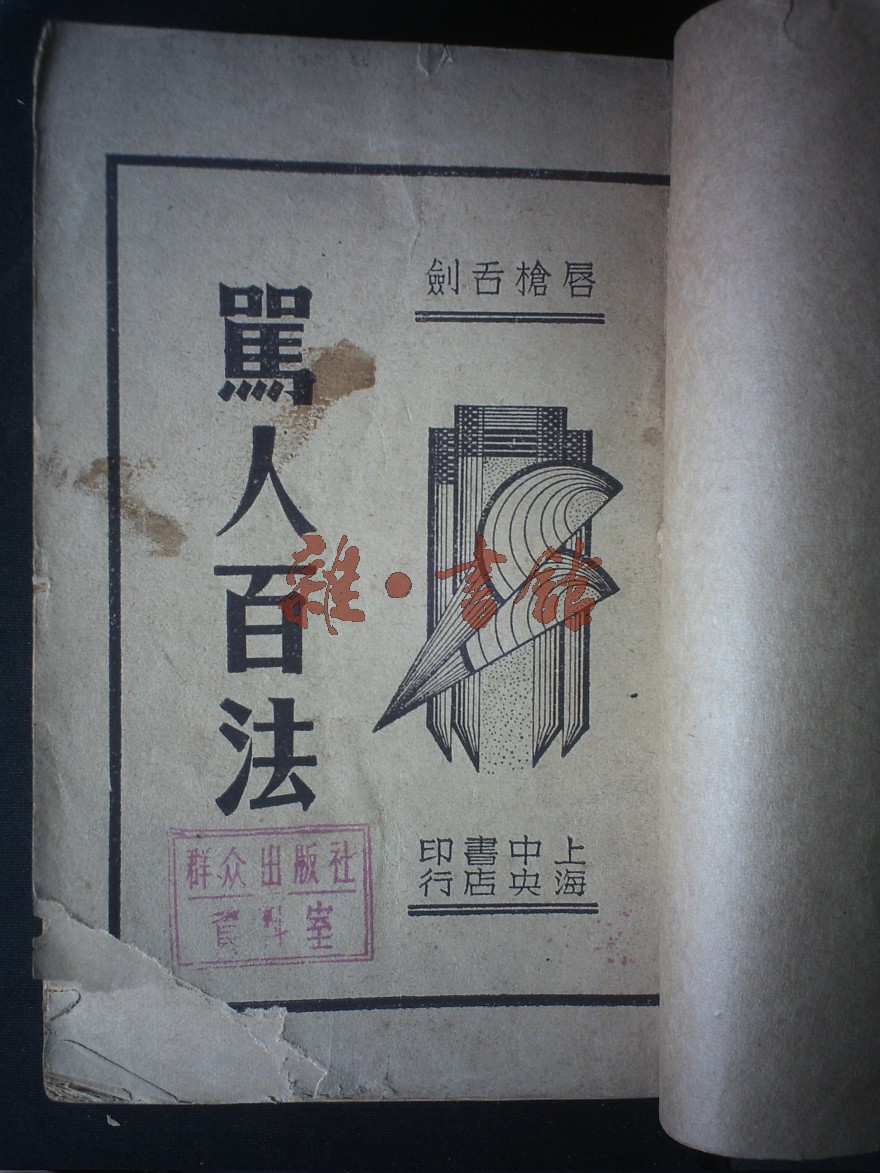 唇槍舌劍
駡人百法
上海
中央
書店
印行
群众出版社
資料室
雜·書館